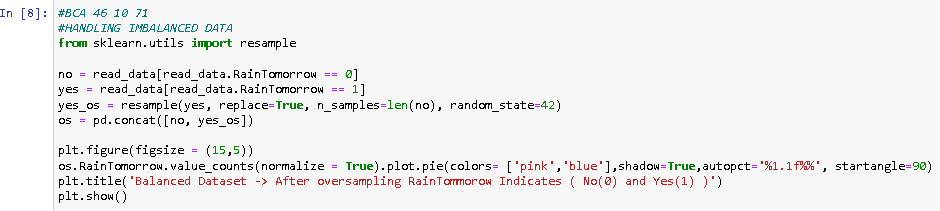 In [8]: #BCA 46 10 71
#HANDLING IMBALANCED DATA
from sklearn.utils import resample
no = read_data[read_data.RainTomorrow == 0]
yes = read_data[read_data.RainTomorrow == 1]
yes_os = resample(yes, replace=True, n_samples=len(no), random_state=42)
os = pd.concat([no, yes_os])
plt.figure(figsize = (15,5))
os.RainTomorrow.value_counts(normalize = True).plot.pie(colors= ['pink','blue'],shadow=True,autopct='%1.1f%%', startangle=90)
plt.title('Balanced Dataset -> After oversampling RainTommorow Indicates ( No(0) and Yes(1) )')
plt.show()